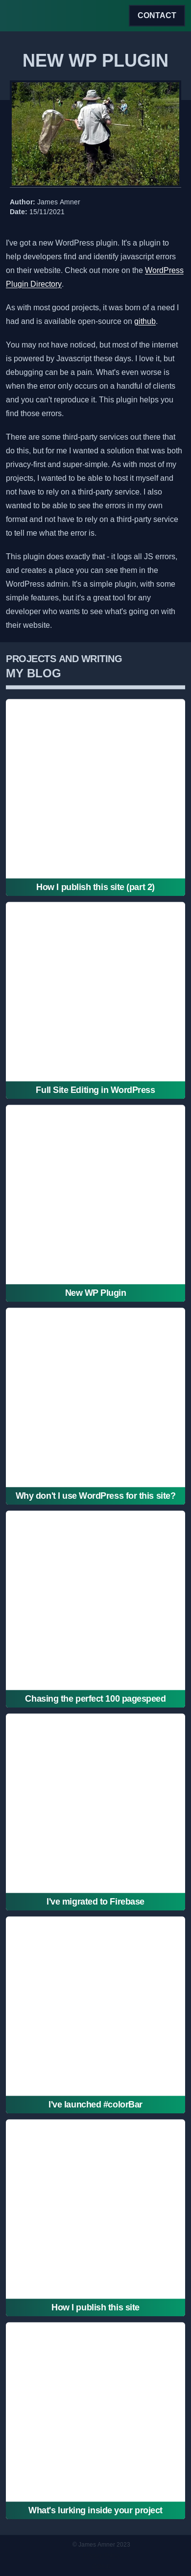 CONTACT
NEW WP PLUGIN
Author: James Amner
Date: 15/11/2021
I've got a new WordPress plugin. It's a plugin to
help developers find and identify javascript errors
on their website. Check out more on the WordPress
Plugin Directory.
As with most good projects, it was born of a need I
had and is available open-source on github.
You may not have noticed, but most of the internet
is powered by Javascript these days. I love it, but
debugging can be a pain. What's even worse is
when the error only occurs on a handful of clients
and you can't reproduce it. This plugin helps you
find those errors.
There are some third-party services out there that
do this, but for me I wanted a solution that was both
privacy-first and super-simple. As with most of my
projects, I wanted to be able to host it myself and
not have to rely on a third-party service. I also
wanted to be able to see the errors in my own
format and not have to rely on a third-party service
to tell me what the error is.
This plugin does exactly that - it logs all JS errors,
and creates a place you can see them in the
WordPress admin. It's a simple plugin, with some
simple features, but it's a great tool for any
developer who wants to see what's going on with
their website.
PROJECTS AND WRITING
MY BLOG
How I publish this site (part 2)
Full Site Editing in WordPress
New WP Plugin
Why don't I use WordPress for this site?
Chasing the perfect 100 pagespeed
I've migrated to Firebase
I've launched #colorBar
How I publish this site
What's lurking inside your project
© James Amner 2023